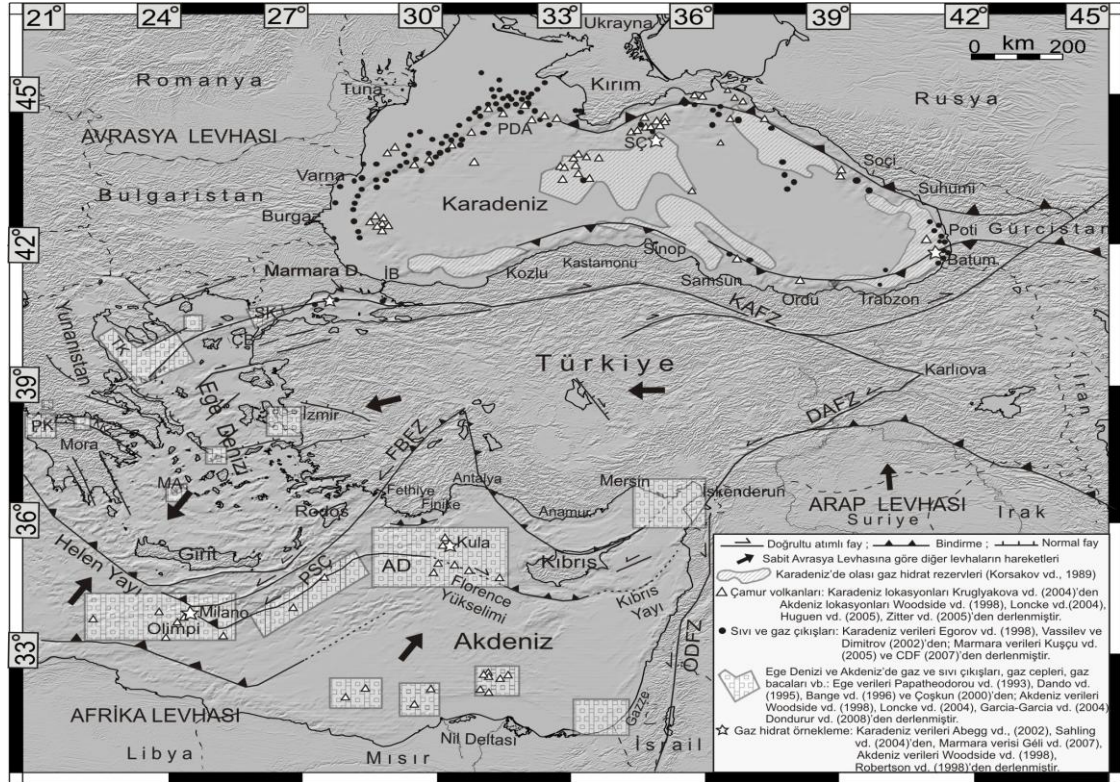 21° 24° 27° 30° 33° 36° 39° 42° 45°
Ukrayna
0 km 200
Romanya
Tuna
Kırım
Rusya
45°
AVRASYA LEVHASI
PDA
SÇ
Soçi
Varna
Suhumi
Bulgaristan
Karadeniz
Burgaz
Poti
Gürcistan
42°
Sinop
Batum
Marmara D.
İB
Kozlu
Kastamonu
Samsun
Ordu
Trabzon
SK
KAFZ
Yunanistan
TK
ÇB
Türkiye
Karlıova
39°
Ege Denizi
İzmir
DAFZ
İran
PK
Mora
FBFZ
MA
Fethiye
Antalya
Mersin
İskenderun
Finike
Anamur
Rodos
ARAP LEVHASI
36°
Suriye
Irak
Girit
Helen Yayı
PSÇ
Kula
AD
Kıbrıs
Florence
Yükselimi
Kıbrıs
Yayı
Milano
Olimpi
Akdeniz
ÖDFZ
33°
AFRİKA LEVHASI
Gazze
Nil Deltası
İsrail
Libya
Mısır
Doğrultu atımlı fay ; Bindirme ; Normal fay
Sabit Avrasya Levhasına göre diğer levhaların hareketleri
Karadeniz'de olası gaz hidrat rezervleri (Korsakov vd., 1989)
Çamur volkanları: Karadeniz lokasyonları Kruglyakova vd. (2004)'den
Akdeniz lokasyonları Woodside vd. (1998), Loncke vd.(2004),
Huguen vd. (2005), Zitter vd. (2005)'den derlenmiştir.
Sıvı ve gaz çıkışları: Karadeniz verileri Egorov vd. (1998), Vassilev ve
Dimitrov (2002)'den; Marmara verileri Kuşçu vd.
(2005) ve CDF (2007)'den derlenmiştir.
Ege Denizi ve Akdeniz'de gaz ve sıvı çıkışları, gaz cepleri, gaz
bacaları vb.: Ege verileri Papatheodorou vd. (1993), Dando vd.
(1995), Bange vd. (1996) ve Çoşkun (2000)'den; Akdeniz verileri
Woodside vd. (1998), Loncke vd. (2004), Garcia-Garcia vd. (2004)
Dondurur vd. (2008)'den derlenmiştir.
Gaz hidrat örnekleme: Karadeniz verileri Abegg vd., (2002), Sahling
vd. (2004)'den, Marmara verisi Géli vd. (2007),
Akdeniz verileri Woodside vd. (1998),
Robertson vd. (1998)'den derlenmiştir.